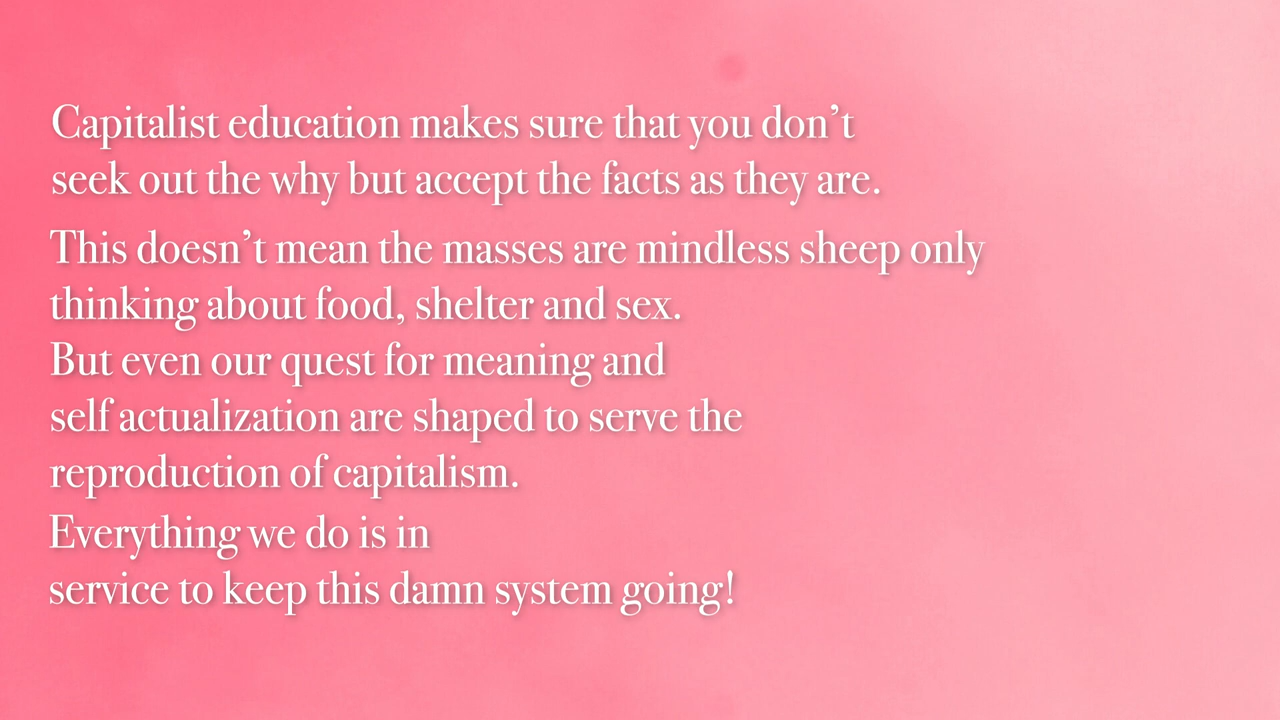 Capitalist education makes sure that you don’t
seek out the why but accept the facts as they are.
This doesn’t mean the masses are mindless sheep only
thinking about food, shelter and sex.
But even our quest for meaning and
self actualization are shaped to serve the
reproduction of capitalism.
Everything we do is in
service to keep this damn system going!